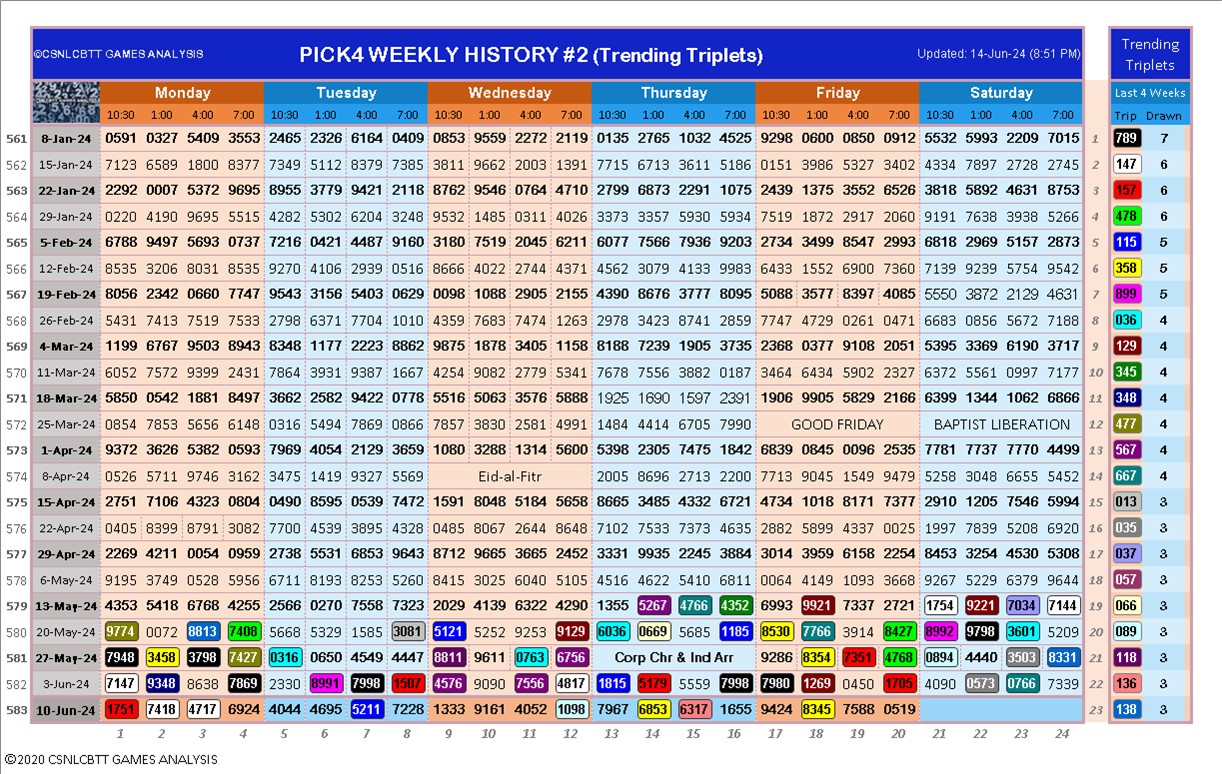 ©CSNLCBTT GAMES ANALYSIS PICK4 WEEKLY HISTORY #2 (Trending Triplets) Updated: 14-Jun-24 (8:51 PM) Trending Triplets
Monday Tuesday Wednesday Thursday Friday Saturday Last 4 Weeks
10:30 1:00 4:00 7:00 10:30 1:00 4:00 7:00 10:30 1:00 4:00 7:00 10:30 1:00 4:00 7:00 10:30 1:00 4:00 7:00 10:30 1:00 4:00 7:00 Trip Drawn
561 8-Jan-24 0591 0327 5409 3553 2465 2326 6164 0409 0853 9559 2272 2119 0135 2765 1032 4525 9298 0600 0850 0912 5532 5993 2209 7015 1 789 7
562 15-Jan-24 7123 6589 1800 8377 7349 5112 8379 7385 9811 9662 2003 1391 7715 6713 3611 5186 0151 3986 5327 3402 4334 7897 2728 2745 2 147 6
563 22-Jan-24 2292 0007 5372 9695 8955 3779 9421 2118 8762 9546 0764 4710 2799 6873 2291 1075 2439 1375 3552 6526 3818 5892 4631 8753 3 157 6
564 29-Jan-24 0220 4190 9695 5515 4282 5302 6204 3248 9532 1485 0311 4026 3373 3357 5930 5934 7519 1872 2917 2060 9191 7638 3938 5266 4 478 6
565 5-Feb-24 6788 9497 5693 0737 7216 0421 4487 9160 3180 7519 2045 6211 6077 7566 7936 9203 2734 3499 8547 2993 6818 2969 5157 2873 5 115 5
566 12-Feb-24 8535 3206 8031 8535 9270 4106 2939 0516 8666 4022 2744 4371 4562 3079 4133 9983 6433 1552 6900 7360 7139 9239 5754 9542 6 358 5
567 19-Feb-24 8056 2342 0660 7747 9543 3156 5403 0629 0098 1088 2905 2155 4390 8676 3777 8095 5088 3577 8397 4085 5550 3872 2129 4631 7 899 5
568 26-Feb-24 5431 7413 7519 7533 2798 6371 7704 1010 4359 7683 7474 1263 2978 3423 8741 2859 7747 4729 0261 0471 6683 0856 5672 7188 8 036 4
569 4-Mar-24 1199 6767 9503 8943 8348 1177 2223 8862 9875 1878 3405 1158 8188 7239 1905 3735 2368 0377 9108 2051 5395 3369 6190 3717 9 129 4
570 11-Mar-24 6052 7572 9399 2431 7864 3931 9387 1667 4254 9082 2779 5341 7678 7556 3882 0187 3464 6434 5902 2327 6372 5561 0997 7177 10 345 4
571 18-Mar-24 5850 0542 1881 8497 3662 2582 9422 0778 5516 5063 3576 5888 1925 1690 1597 2391 1906 9905 5829 2166 6399 1344 1062 6866 11 348 4
572 25-Mar-24 0854 7853 5656 6148 0316 5494 7869 0866 7857 3830 2581 4991 1484 4414 6705 7990 GOOD FRIDAY BAPTIST LIBERATION 12 477 4
573 1-Apr-24 9372 3626 5382 0593 7969 4054 2129 3659 1080 3288 1314 5600 5398 2305 7475 1842 6839 0845 0096 2535 7781 7737 7770 4499 13 567 4
574 8-Apr-24 0526 5711 9746 3162 3475 1419 9327 5569 Eid-al-Fitr 2005 8696 2713 2200 7713 9045 1549 9479 5258 3048 6655 5452 14 667 4
575 15-Apr-24 2751 7106 4323 0804 0490 8595 0539 7472 1591 8048 5184 5658 8665 3485 4332 6721 4734 1018 8171 7377 2910 1205 7546 5994 15 013 3
576 22-Apr-24 0405 8399 8791 3082 7700 4539 3895 4328 0485 8067 2644 8648 7102 7533 7373 4635 2882 5899 4337 0025 1997 7839 5208 6920 16 035 3
577 29-Apr-24 2269 4211 0054 0959 2738 5531 6853 9643 8712 9665 3665 2452 3331 9935 2245 3884 3014 3959 6158 2254 8453 3254 4530 5308 17 037 3
578 6-May-24 9195 3749 0528 5956 6711 8193 8253 5260 8415 3025 6040 5105 4516 4622 5410 6811 0064 4149 1093 3668 9267 5229 6379 9644 18 057 3
579 13-May-24 4353 5418 6768 4255 2566 0270 7558 7323 2029 4139 6322 4290 1355 5267 4766 4352 6993 9921 7337 2721 1754 9221 7034 7144 19 066 3
580 20-May-24 9774 0072 8813 7408 5668 5329 1585 3081 5121 5252 9253 9129 6036 0669 5685 1185 8530 7766 3914 8427 8992 9798 3601 5209 20 089 3
581 27-May-24 7948 3458 3798 7427 0316 0650 4549 4447 8811 9611 0763 6756 Corp Chr & Ind Arr 9286 8354 7351 4768 0894 4440 3503 8331 21 118 3
582 3-Jun-24 7147 9348 8638 7869 2330 8991 7998 1507 4576 9090 7556 4817 1815 5179 5559 7998 7980 1269 0450 1705 4090 0573 0766 7339 22 136 3
583 10-Jun-24 1751 7418 4717 6924 4044 4695 5211 7228 1333 9161 4052 1098 7967 6853 6317 1655 9424 8345 7588 0519 23 138 3
1 2 3 4 5 6 7 8 9 10 11 12 13 14 15 16 17 18 19 20 21 22 23 24
©2020 CSNLCBTT GAMES ANALYSIS